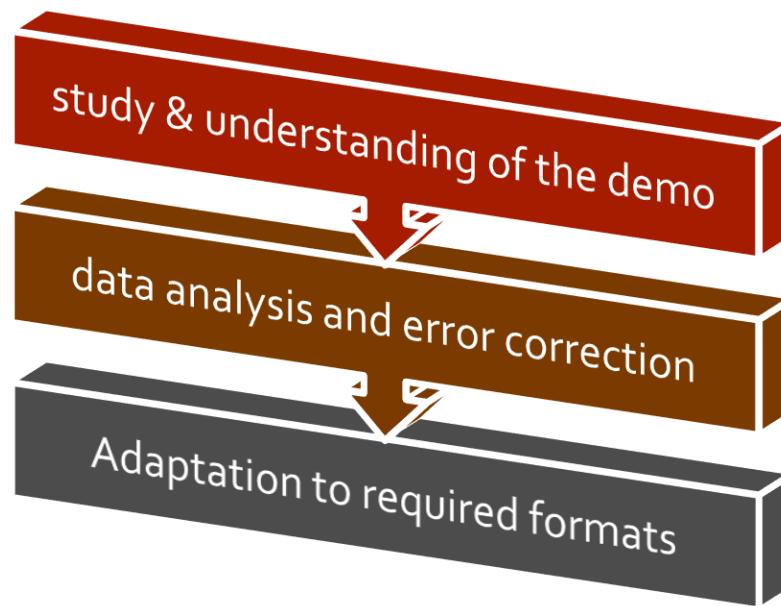 study & understanding of the demo
data analysis and error correction
Adaptation to required formats